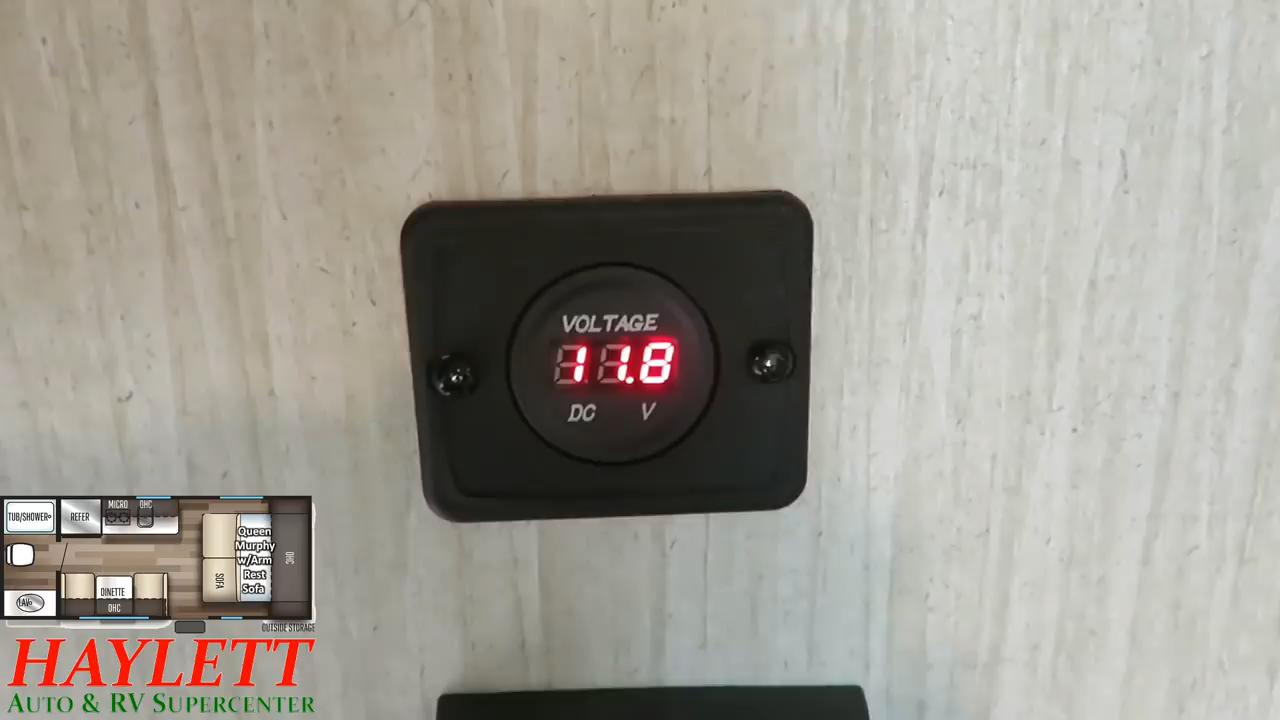 VOLTAGE
11.8
DC V
TUB/SHOWER
REFER
MICRO
OHC
Queen
Murphy
w/Arm
Rest
Sofa
OHC
SOFA
DINETTE
OHC
LAV
OUTSIDE STORAGE
HAYLETT
AUTO & RV SUPERCENTER